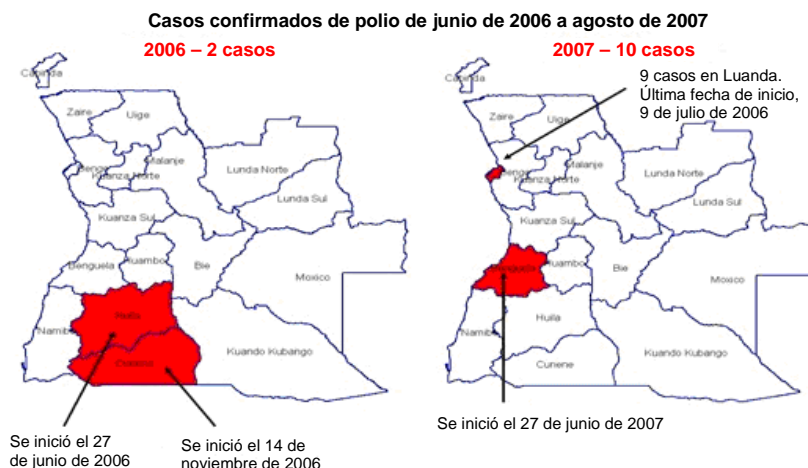 Casos confirmados de polio de junio de 2006 a agosto de 2007
2006 – 2 casos
Cabinda
Zaire
Uige
Bengo
Kuanza Norte
Malanje
Lunda Norte
Lunda Sul
Kuanza Sul
Benguela
Huambo
Bie
Moxico
Namibe
Huila
Cunene
Kuando Kubango
Se inició el 27
de junio de 2006
Se inició el 14 de
noviembre de 2006
2007 – 10 casos
9 casos en Luanda.
Última fecha de inicio,
9 de julio de 2006
Cabinda
Zaire
Uige
Bengo
Kuanza Norte
Malanje
Lunda Norte
Lunda Sul
Kuanza Sul
Benguela
Huambo
Bie
Moxico
Namibe
Huila
Cunene
Kuando Kubango
Se inició el 27 de junio de 2007